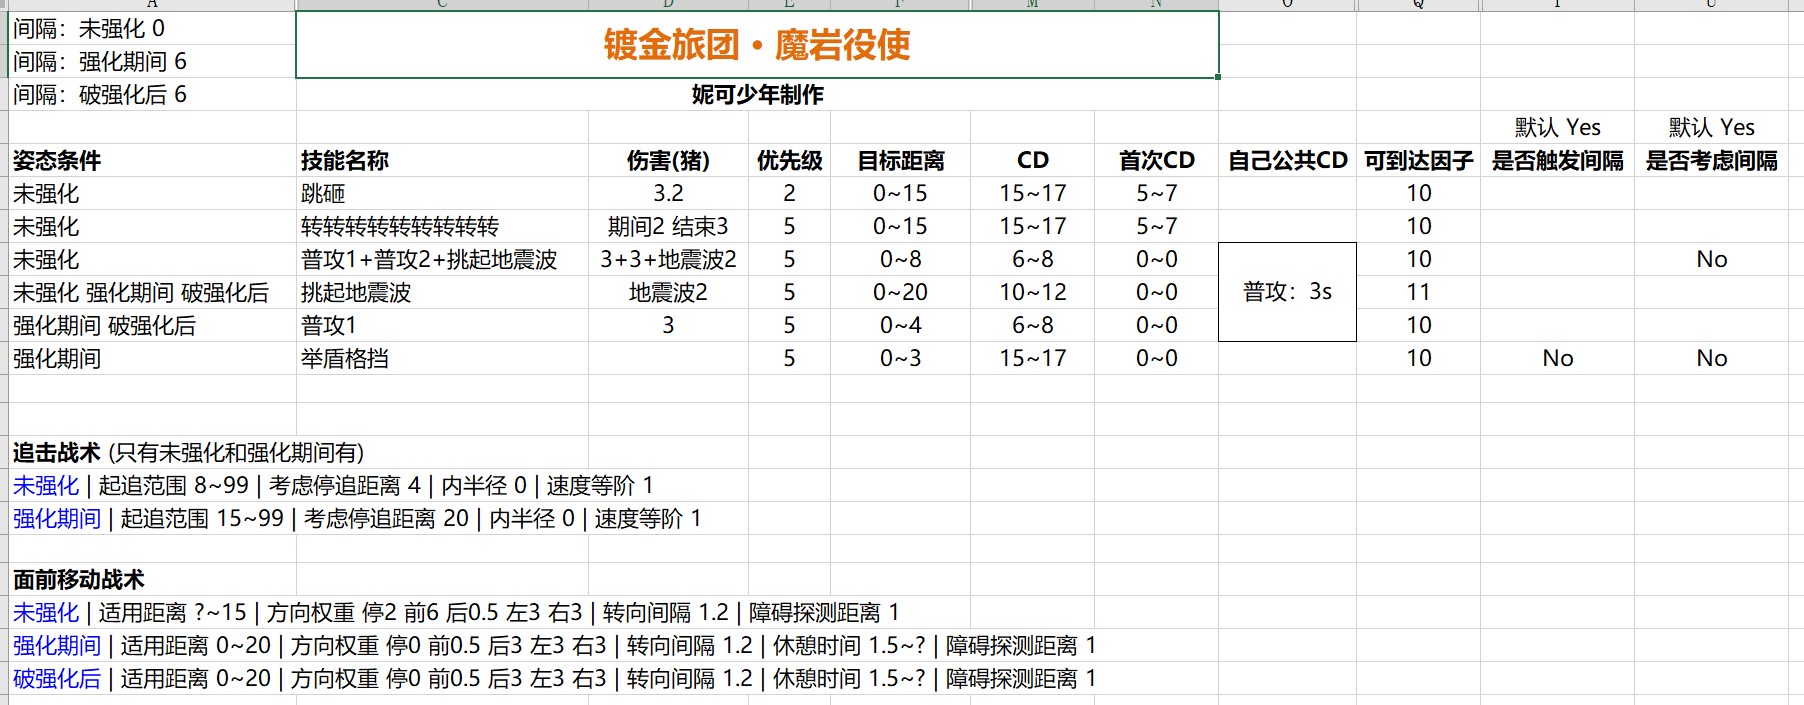 A C D E F M N O Q T U
间隔：未强化 0
镀金旅团·魔岩役使
间隔：强化期间 6
间隔：破强化后 6 妮可少年制作
默认 Yes 默认 Yes
姿态条件 技能名称 伤害(猪) 优先级 目标距离 CD 首次CD 自己公共CD 可到达因子 是否触发间隔 是否考虑间隔
未强化 跳砸 3.2 2 0~15 15~17 5~7 10
未强化 转转转转转转转转转 期间2 结束3 5 0~15 15~17 5~7 10
未强化 普攻1+普攻2+挑起地震波 3+3+地震波2 5 0~8 6~8 0~0 10 No
未强化 强化期间 破强化后 挑起地震波 地震波2 5 0~20 10~12 0~0 普攻：3s 11
强化期间 破强化后 普攻1 3 5 0~4 6~8 0~0 10
强化期间 举盾格挡 5 0~3 15~17 0~0 10 No No
追击战术 (只有未强化和强化期间有)
未强化 | 起追范围 8~99 | 考虑停追距离 4 | 内半径 0 | 速度等阶 1
强化期间 | 起追范围 15~99 | 考虑停追距离 20 | 内半径 0 | 速度等阶 1
面前移动战术
未强化 | 适用距离 ?~15 | 方向权重 停2 前6 后0.5 左3 右3 | 转向间隔 1.2 | 障碍探测距离 1
强化期间 | 适用距离 0~20 | 方向权重 停0 前0.5 后3 左3 右3 | 转向间隔 1.2 | 休憩时间 1.5~? | 障碍探测距离 1
破强化后 | 适用距离 0~20 | 方向权重 停0 前0.5 后3 左3 右3 | 转向间隔 1.2 | 休憩时间 1.5~? | 障碍探测距离 1